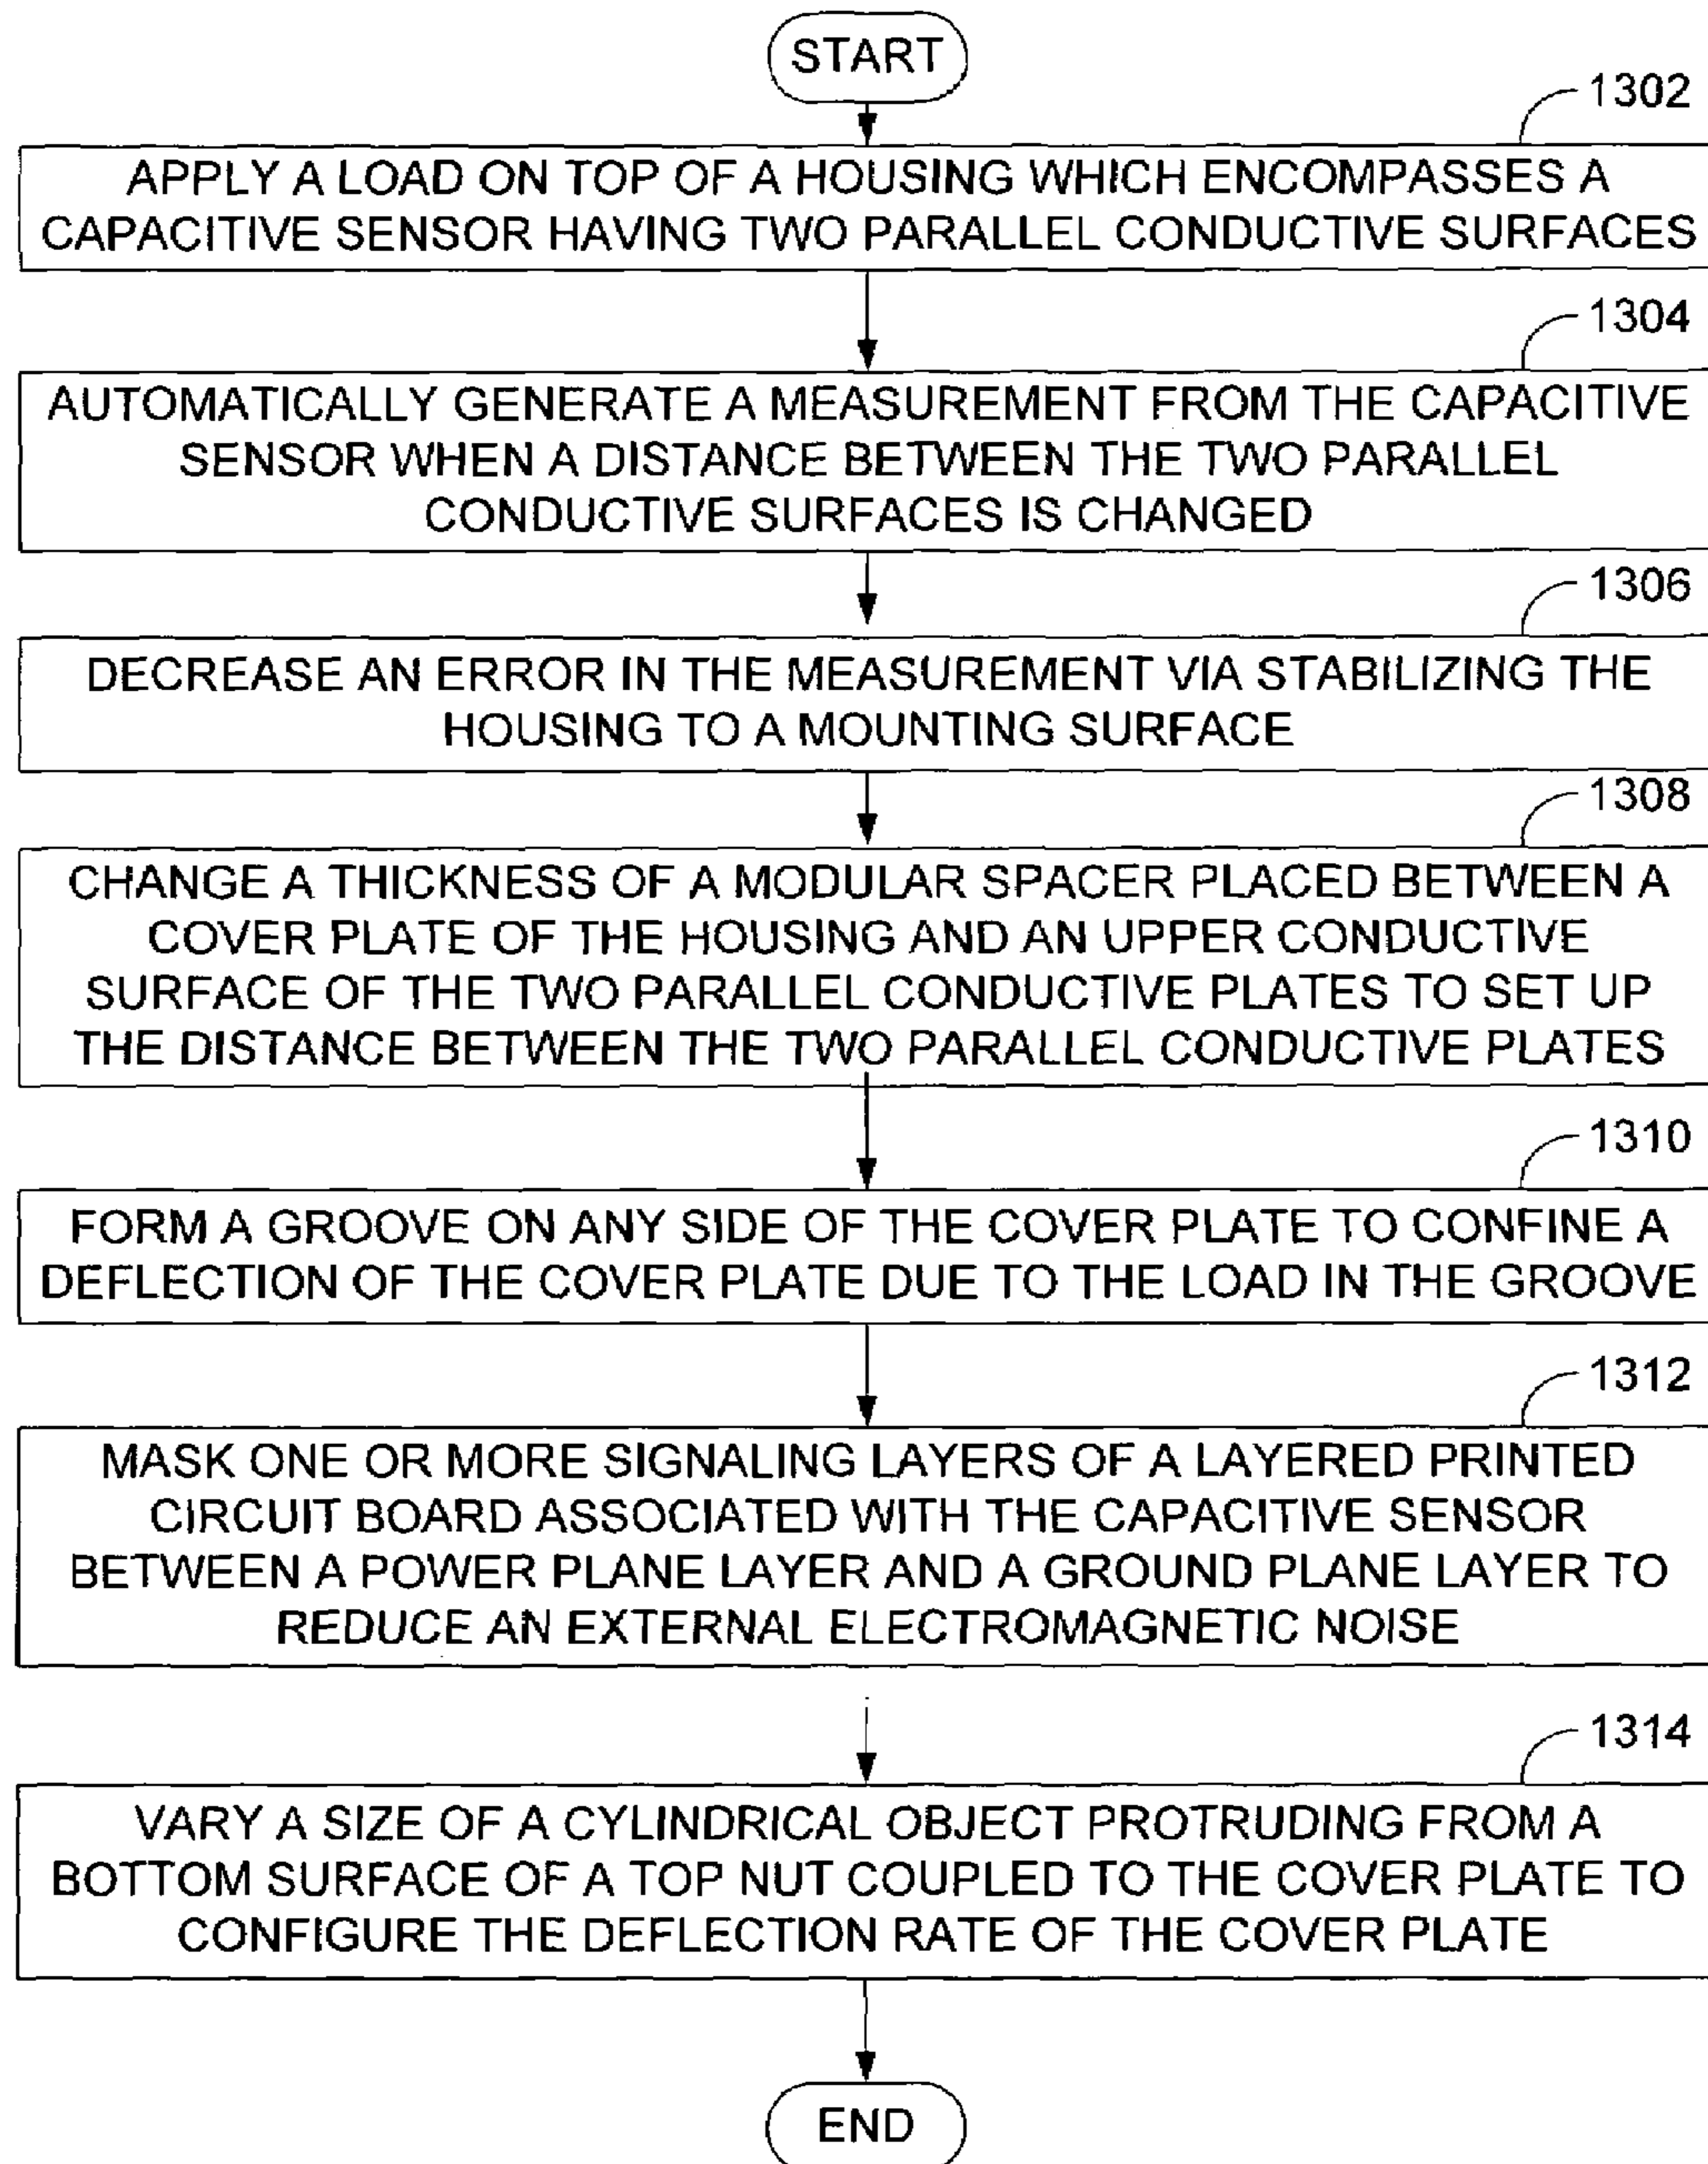 START
1302
APPLY A LOAD ON TOP OF A HOUSING WHICH ENCOMPASSES A
CAPACITIVE SENSOR HAVING TWO PARALLEL CONDUCTIVE SURFACES
1304
AUTOMATICALLY GENERATE A MEASUREMENT FROM THE CAPACITIVE
SENSOR WHEN A DISTANCE BETWEEN THE TWO PARALLEL
CONDUCTIVE SURFACES IS CHANGED
1306
DECREASE AN ERROR IN THE MEASUREMENT VIA STABILIZING THE
HOUSING TO A MOUNTING SURFACE
1308
CHANGE A THICKNESS OF A MODULAR SPACER PLACED BETWEEN A
COVER PLATE OF THE HOUSING AND AN UPPER CONDUCTIVE
SURFACE OF THE TWO PARALLEL CONDUCTIVE PLATES TO SET UP
THE DISTANCE BETWEEN THE TWO PARALLEL CONDUCTIVE PLATES
1310
FORM A GROOVE ON ANY SIDE OF THE COVER PLATE TO CONFINE A
DEFLECTION OF THE COVER PLATE DUE TO THE LOAD IN THE GROOVE
1312
MASK ONE OR MORE SIGNALING LAYERS OF A LAYERED PRINTED
CIRCUIT BOARD ASSOCIATED WITH THE CAPACITIVE SENSOR
BETWEEN A POWER PLANE LAYER AND A GROUND PLANE LAYER TO
REDUCE AN EXTERNAL ELECTROMAGNETIC NOISE
1314
VARY A SIZE OF A CYLINDRICAL OBJECT PROTRUDING FROM A
BOTTOM SURFACE OF A TOP NUT COUPLED TO THE COVER PLATE TO
CONFIGURE THE DEFLECTION RATE OF THE COVER PLATE
END